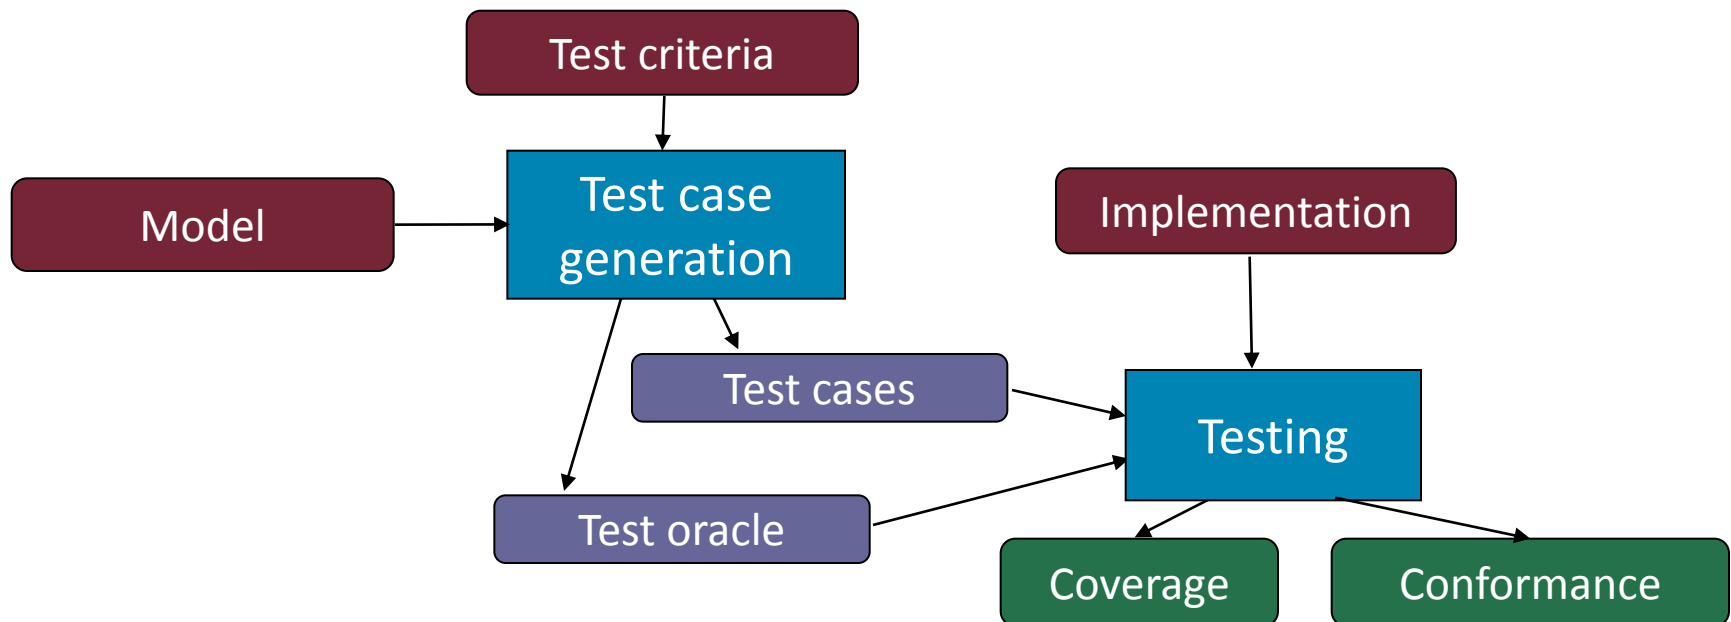 Test criteria
Model
Test case
generation
Implementation
Test cases
Testing
Test oracle
Coverage
Conformance